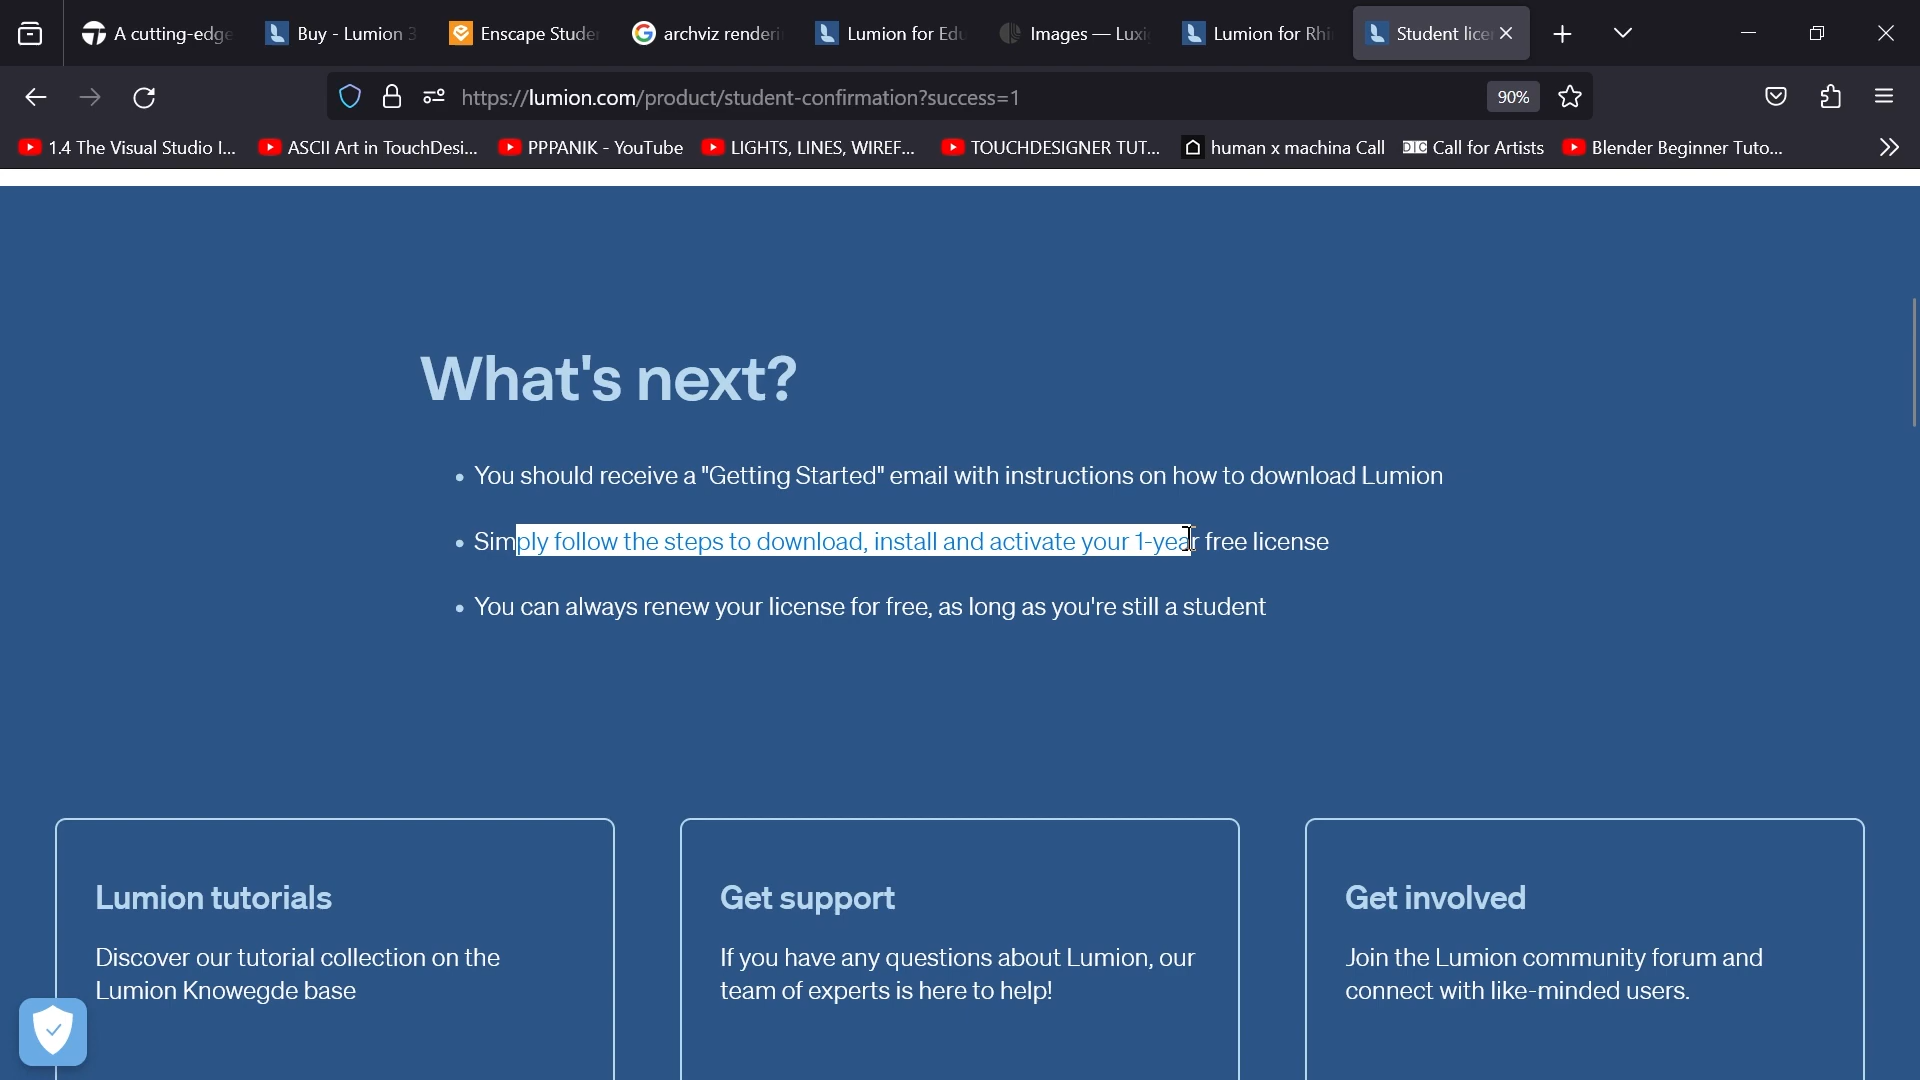 A cutting-edge
Buy - Lumion 3
Enscape Stude
archviz renderi
Lumion for Edu
Images — Luxi
Lumion for Rhi
Student lice
https://lumion.com/product/student-confirmation?success=1
90%
1.4 The Visual Studio I...
ASCII Art in TouchDesi...
PPPANIK - YouTube
LIGHTS, LINES, WIREF...
TOUCHDESIGNER TUT...
human x machina Call
DIC Call for Artists
Blender Beginner Tuto...
What's next?
• You should receive a "Getting Started" email with instructions on how to download Lumion
• Simply follow the steps to download, install and activate your 1-year free license
• You can always renew your license for free, as long as you're still a student
Lumion tutorials
Discover our tutorial collection on the
Lumion Knowegde base
Get support
If you have any questions about Lumion, our
team of experts is here to help!
Get involved
Join the Lumion community forum and
connect with like-minded users.